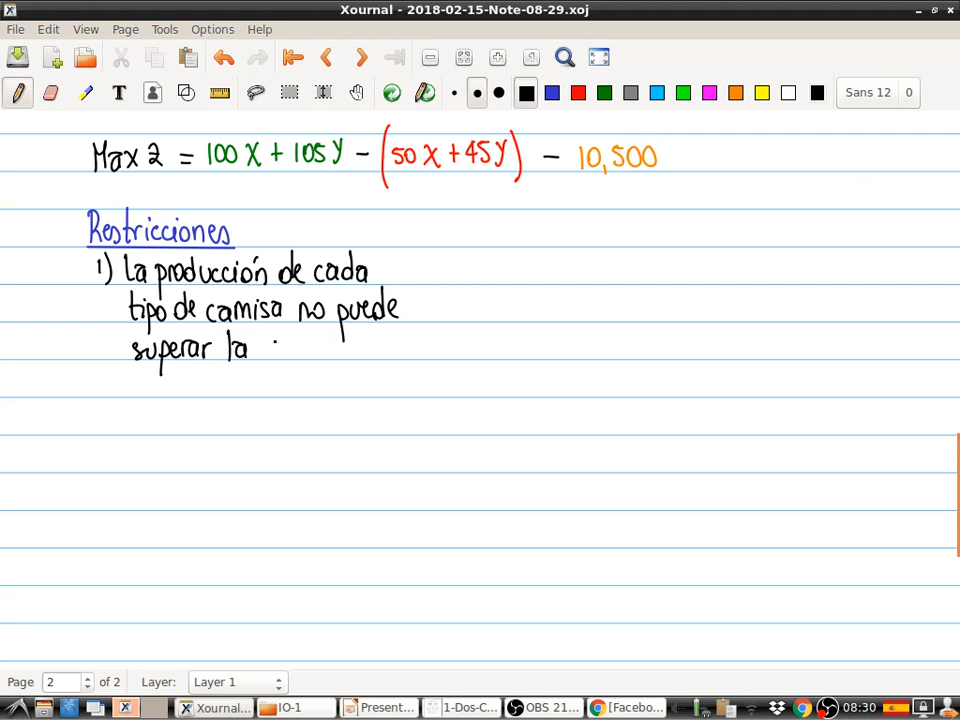 Xournal - 2018-02-15-Note-08-29.xoj
File Edit View Page Tools Options Help
Sans 12 0
Max Z = 100X + 105Y - (50X + 45Y) - 10,500
Restricciones
1) La producción de cada
tipo de camisa no puede
superar la
Page 2 of 2 Layer: Layer 1
Xournal... IO-1 Present... 1-Dos-C... OBS 21... [Facebo... 08:30